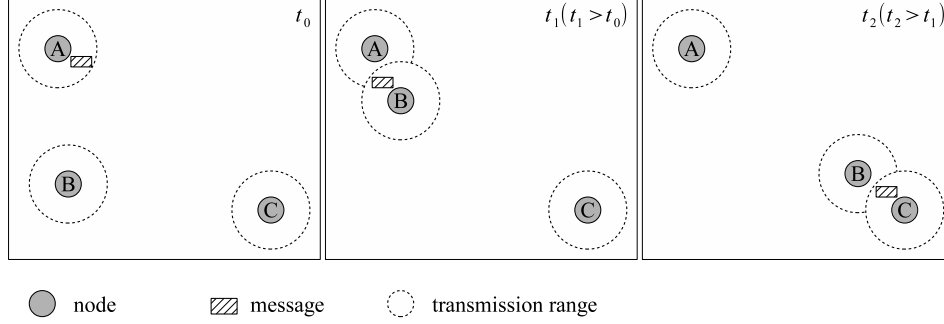 t₀
A
B
C
t₁(t₁>t₀)
A
B
C
t₂(t₂>t₁)
A
B
C
node message transmission range